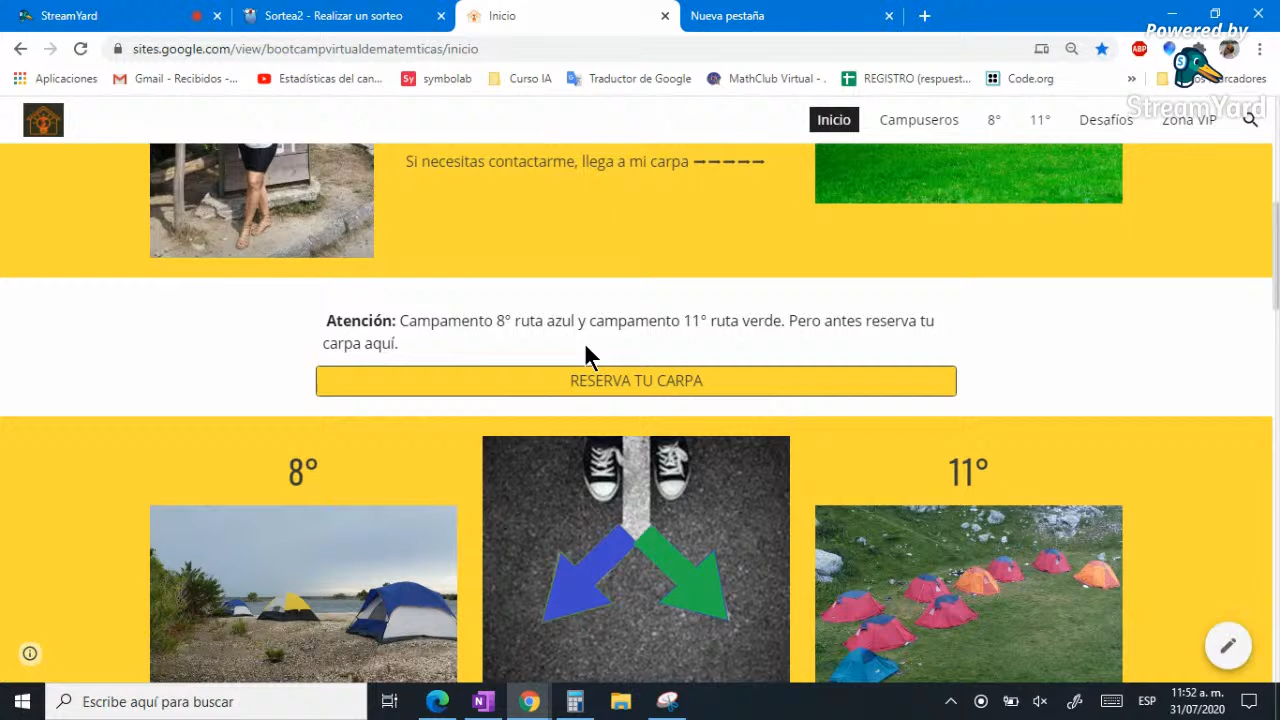 StreamYard
Sortea2 - Realizar un sorteo
Inicio
Nueva pestaña
Powered by
sites.google.com/view/bootcampvirtualdematemticas/inicio
ABP
Aplicaciones
Gmail - Recibidos -...
Estadísticas del can...
Sy symbolab
Curso IA
Traductor de Google
MathClub Virtual -...
REGISTRO (respuest...
Code.org
»
StreamYard
Inicio
Campuseros
8°
11°
Desafíos
Zona VIP
Si necesitas contactarme, llega a mi carpa ➡➡➡➡➡
Atención: Campamento 8° ruta azul y campamento 11° ruta verde. Pero antes reserva tu
carpa aquí.
RESERVA TU CARPA
8°
11°
Escribe aquí para buscar
ESP
11:52 a. m.
31/07/2020